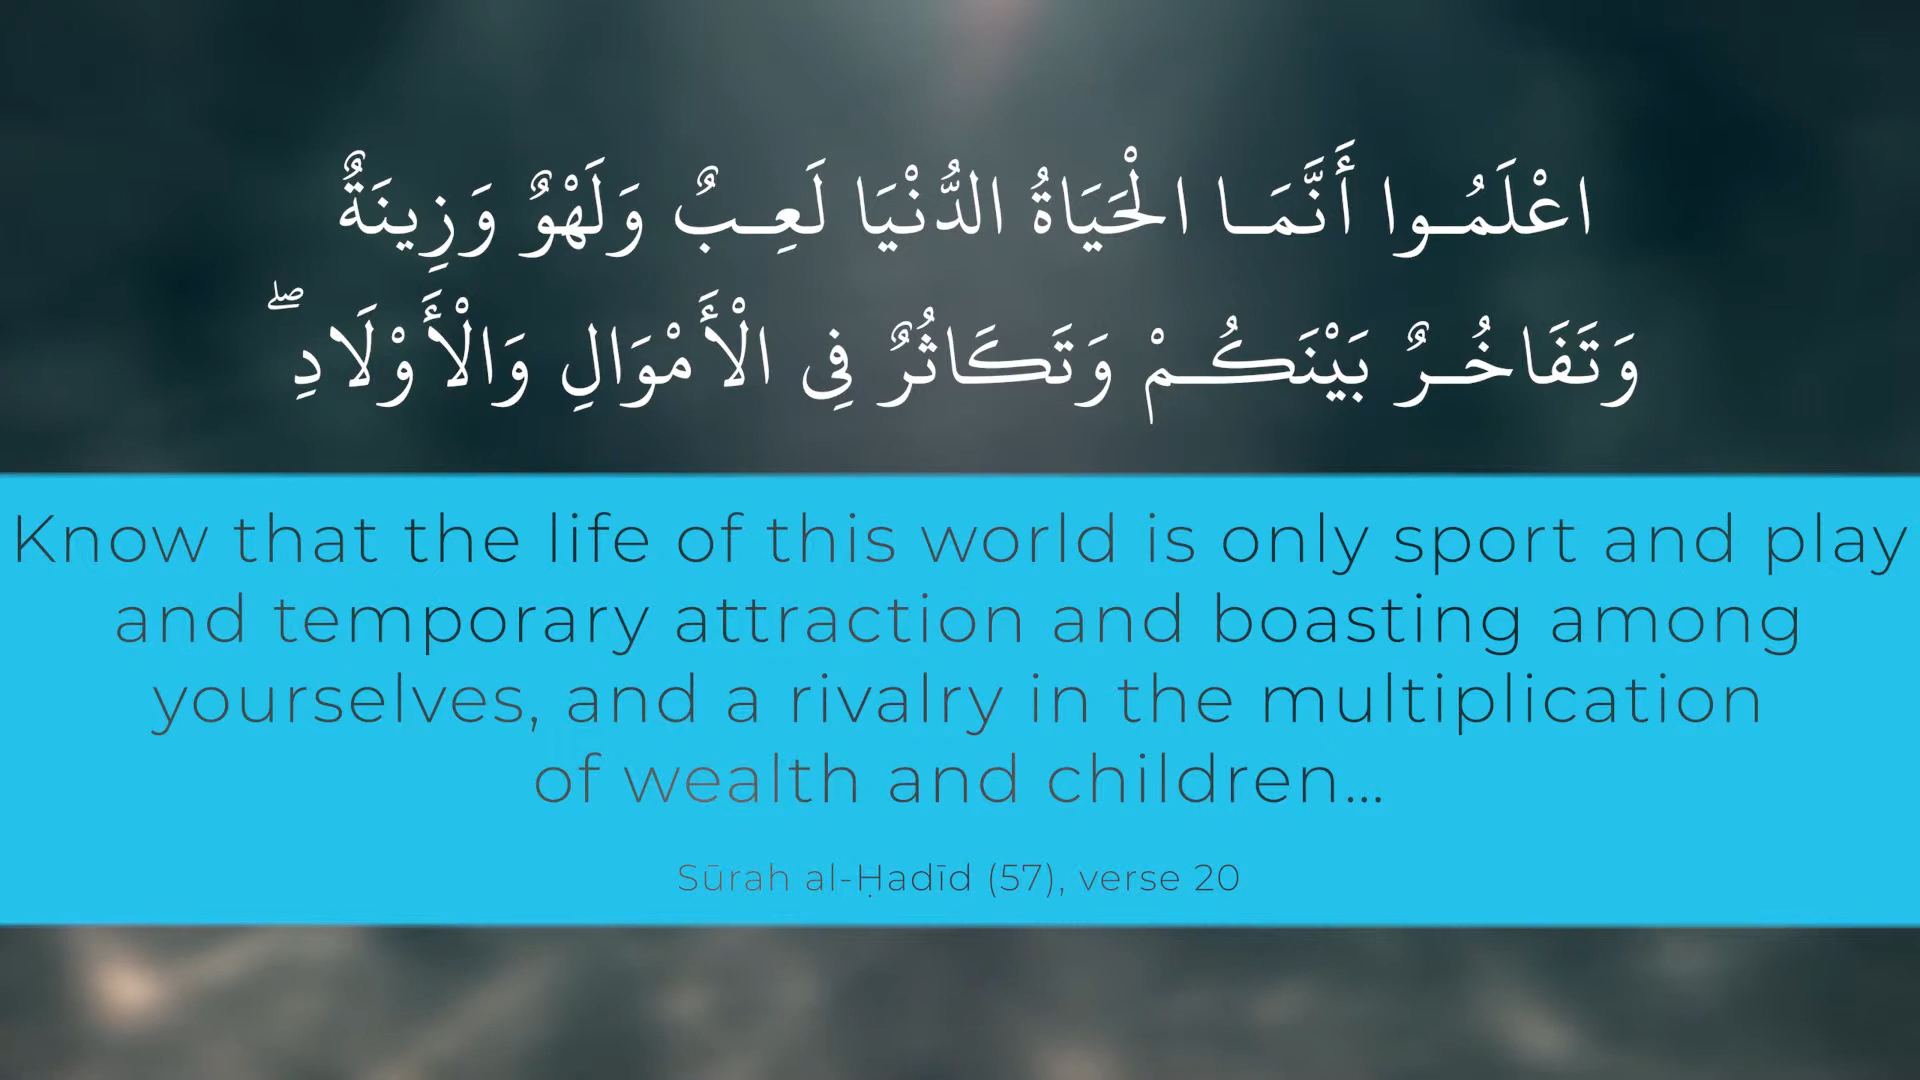 اعْلَمُوا أَنَّمَا الْحَيَاةُ الدُّنْيَا لَعِبٌ وَلَهْوٌ وَزِينَةٌ
وَتَفَاخُرٌ بَيْنَكُمْ وَتَكَاثُرٌ فِي الْأَمْوَالِ وَالْأَوْلَادِ ۖ
Know that the life of this world is only sport and play
and temporary attraction and boasting among
yourselves, and a rivalry in the multiplication
of wealth and children...
Sūrah al-Ḥadīd (57), verse 20